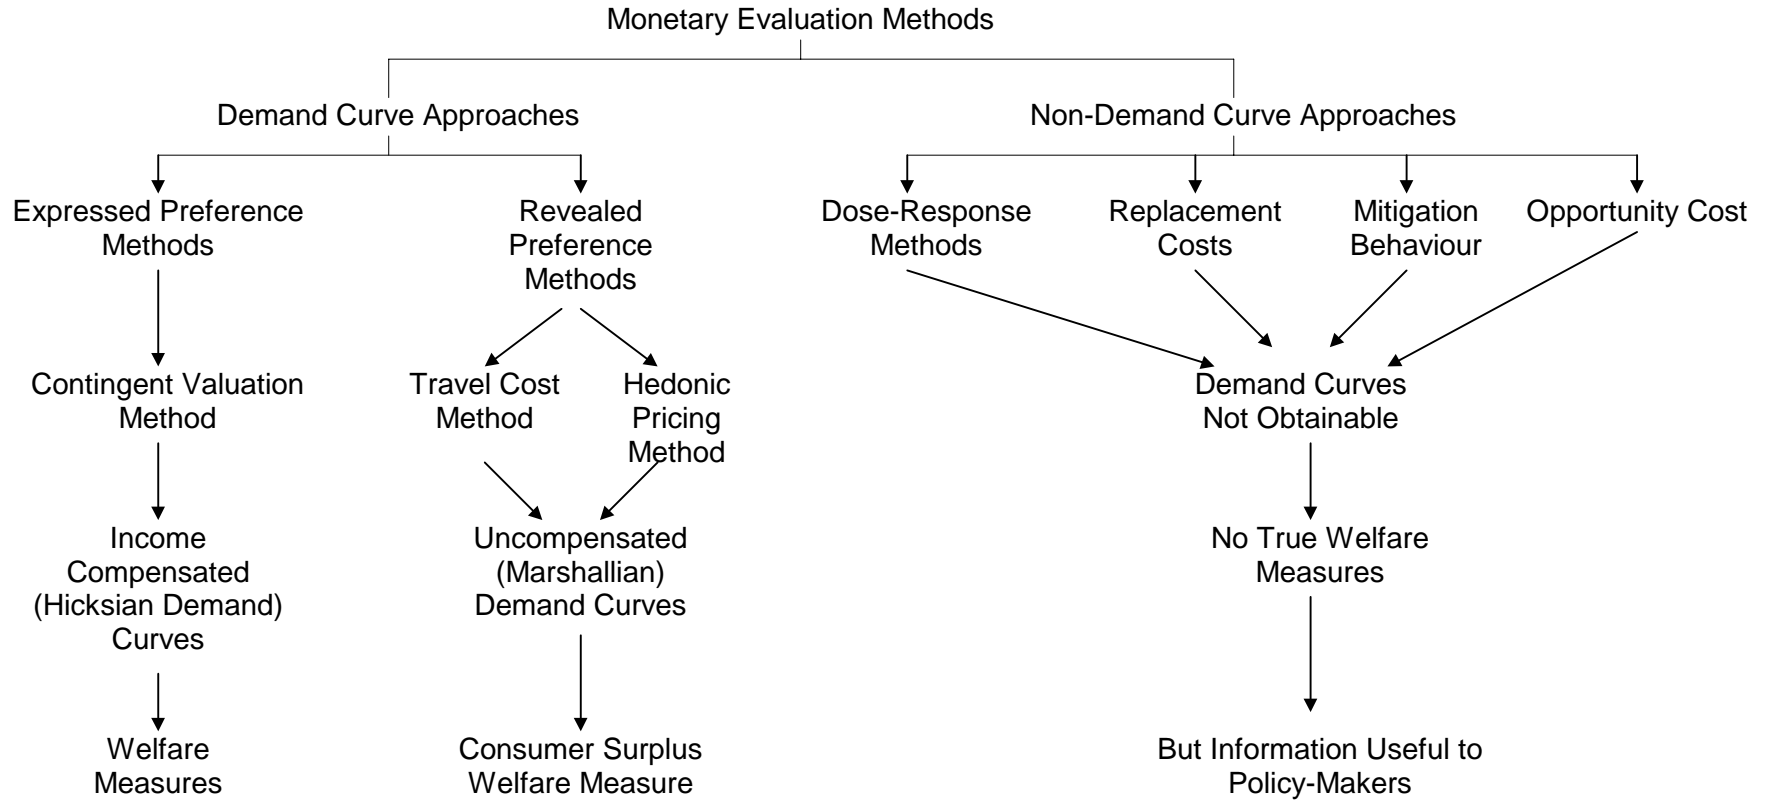 Monetary Evaluation Methods
Demand Curve Approaches
Non-Demand Curve Approaches
Expressed Preference
Methods
Revealed
Preference
Methods
Dose-Response
Methods
Replacement
Costs
Mitigation
Behaviour
Opportunity Cost
Contingent Valuation
Method
Travel Cost
Method
Hedonic
Pricing
Method
Demand Curves
Not Obtainable
Income
Compensated
(Hicksian Demand)
Curves
Uncompensated
(Marshallian)
Demand Curves
No True Welfare
Measures
Welfare
Measures
Consumer Surplus
Welfare Measure
But Information Useful to
Policy-Makers